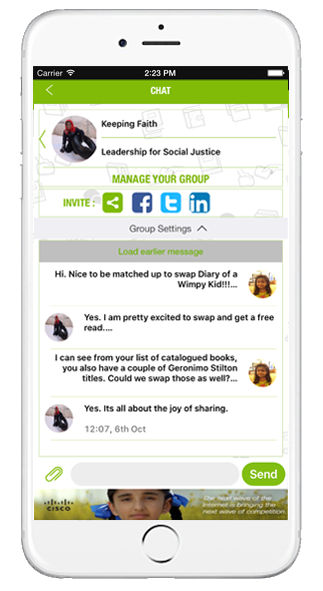 Carrier 2:23 PM
CHAT
Keeping Faith
Leadership for Social Justice
MANAGE YOUR GROUP
INVITE :
Group Settings
Load earlier message
Hi. Nice to be matched up to swap Diary of a
Wimpy Kid!!!...
Yes. I am pretty excited to swap and get a free
read....
I can see from your list of catalogued books,
you also have a couple of Geronimo Stilton
titles. Could we swap those as well?...
Yes. Its all about the joy of sharing.
12:07, 6th Oct
Send
CISCO
The next wave of the
Internet is bringing the
next wave of competition.